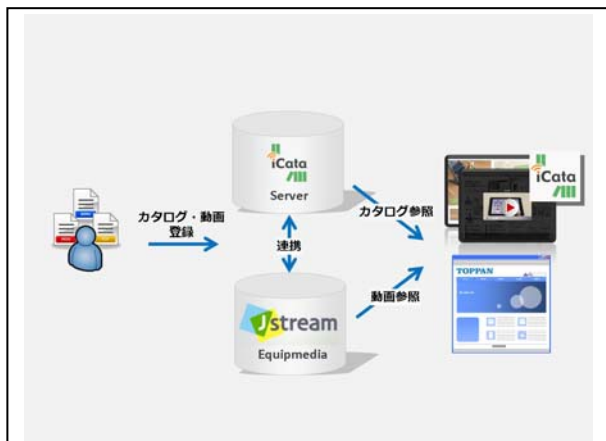 iCata
Server
カタログ・動画
登録
連携
Jstream
Equipmedia
カタログ参照
動画参照
iCata
TOPPAN